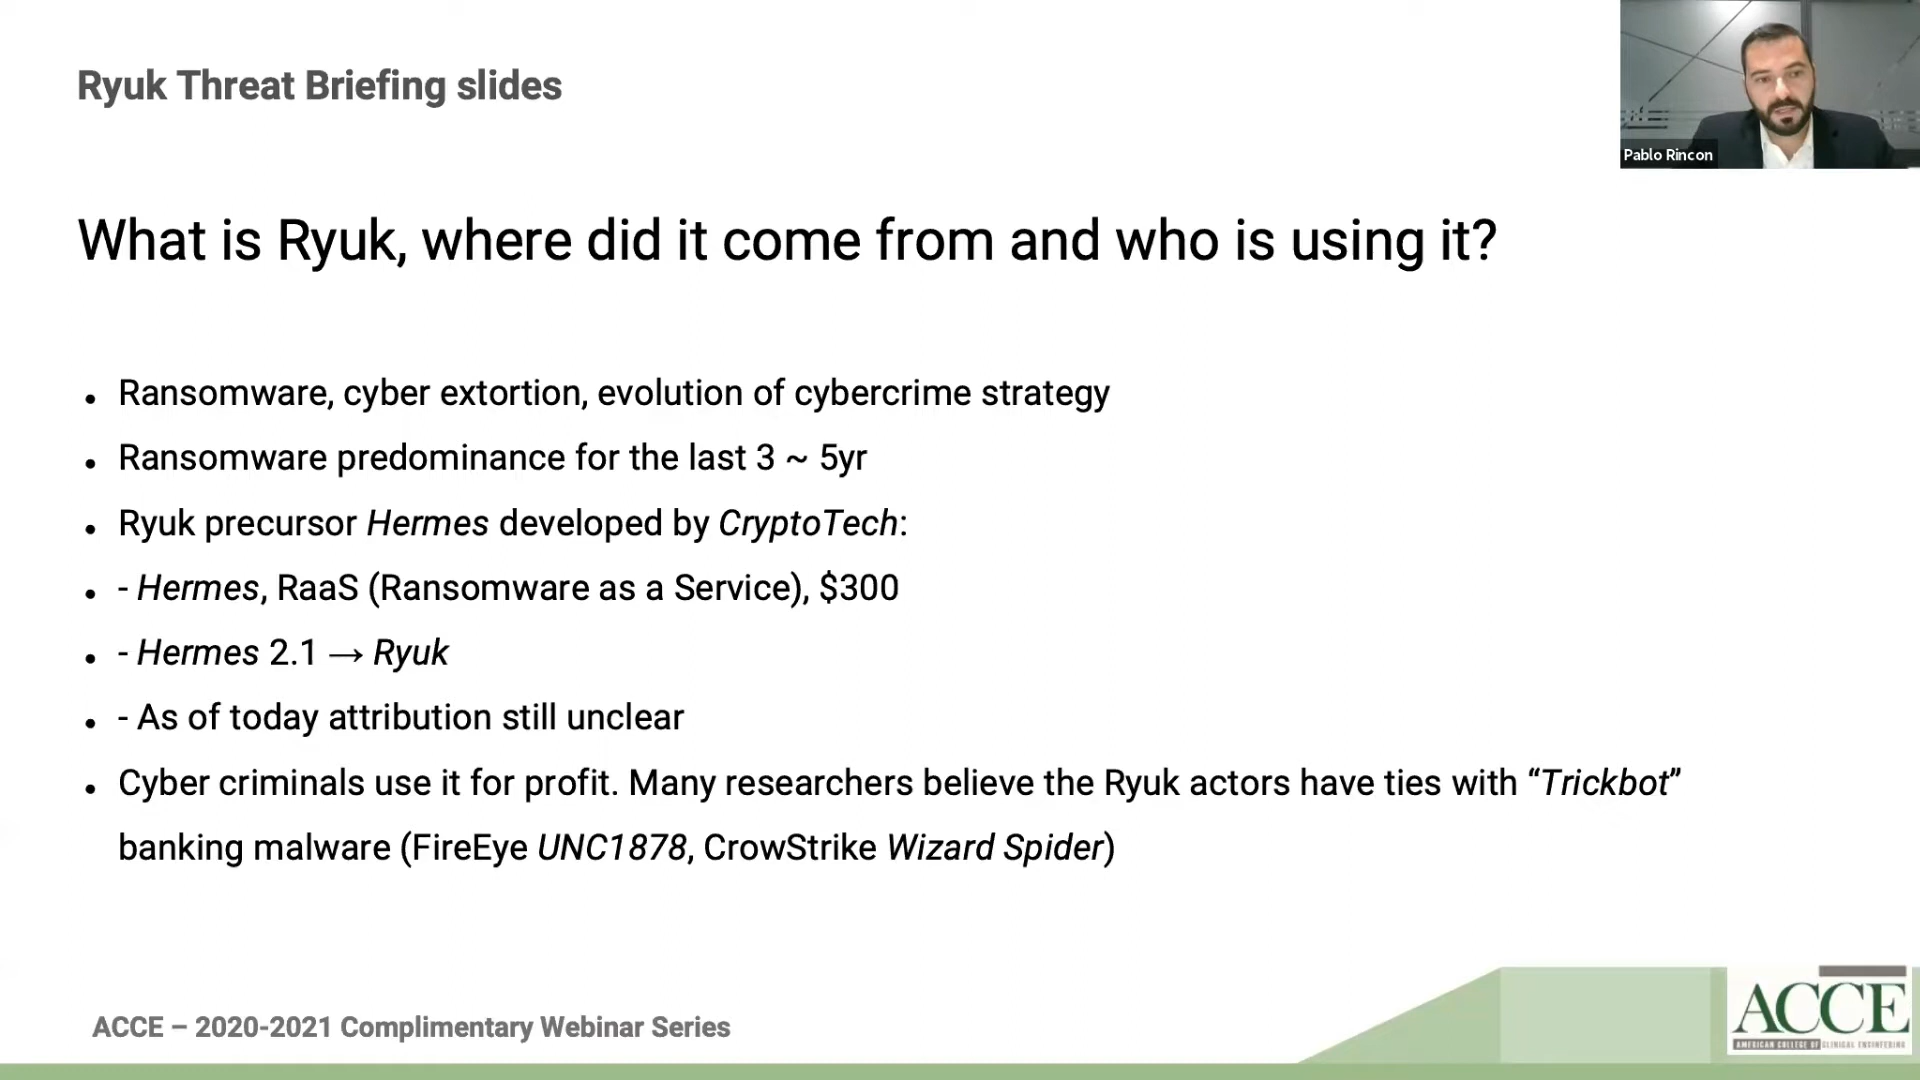 Ryuk Threat Briefing slides
Pablo Rincon
What is Ryuk, where did it come from and who is using it?
• Ransomware, cyber extortion, evolution of cybercrime strategy
• Ransomware predominance for the last 3 ~ 5yr
• Ryuk precursor Hermes developed by CryptoTech:
• - Hermes, RaaS (Ransomware as a Service), $300
• - Hermes 2.1 → Ryuk
• - As of today attribution still unclear
• Cyber criminals use it for profit. Many researchers believe the Ryuk actors have ties with “Trickbot”
banking malware (FireEye UNC1878, CrowStrike Wizard Spider)
ACCE – 2020-2021 Complimentary Webinar Series
ACCE
AMERICAN COLLEGE OF CLINICAL ENGINEERING